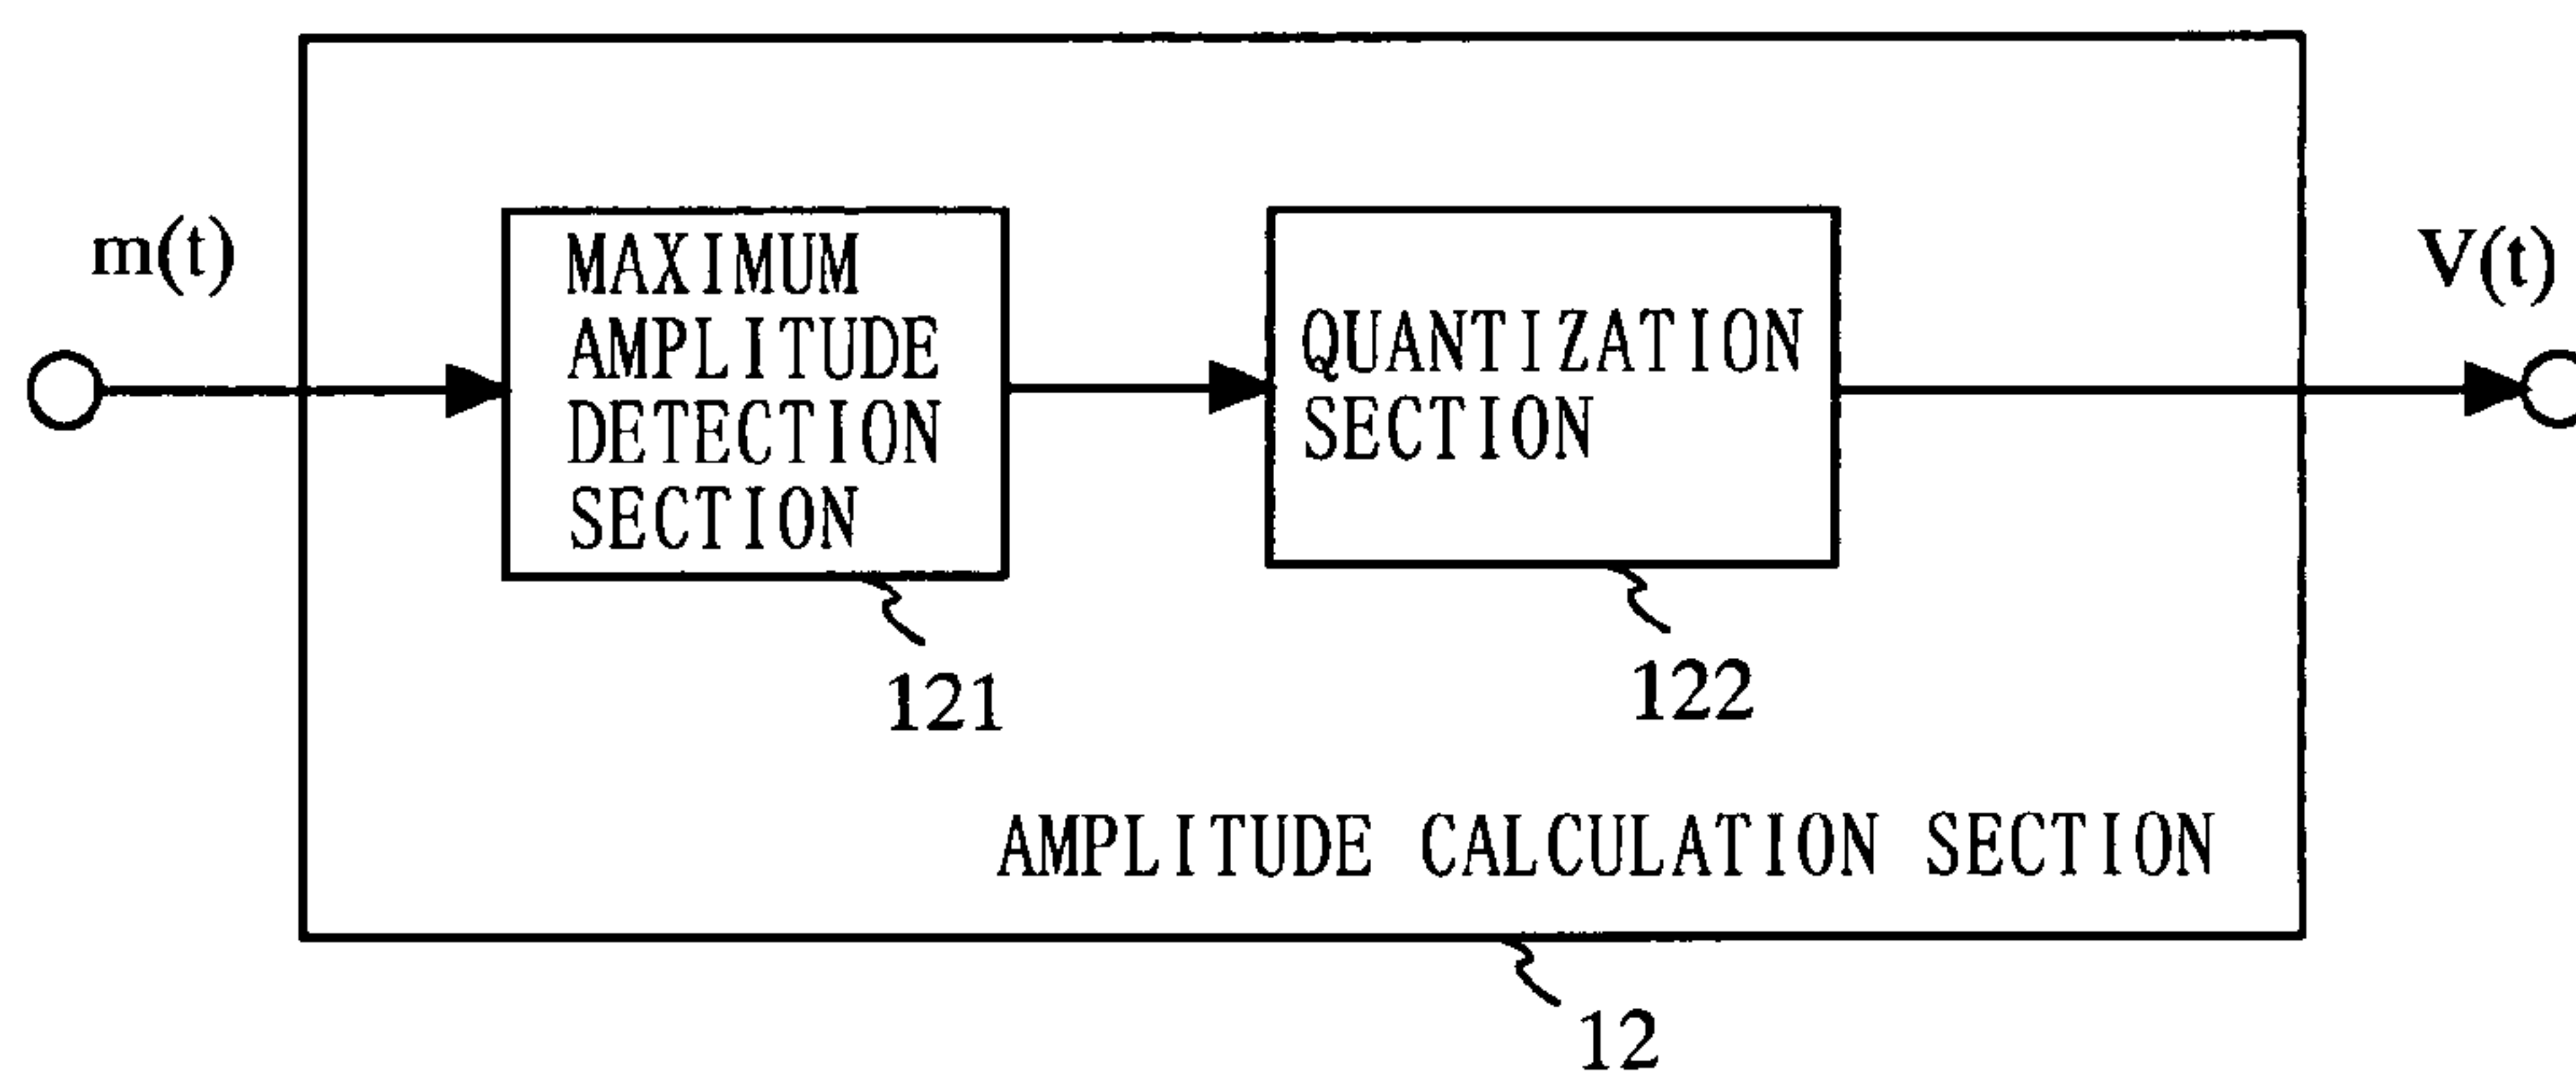 m(t)
MAXIMUM
AMPLITUDE
DETECTION
SECTION
121
QUANTIZATION
SECTION
122
V(t)
AMPLITUDE CALCULATION SECTION
12